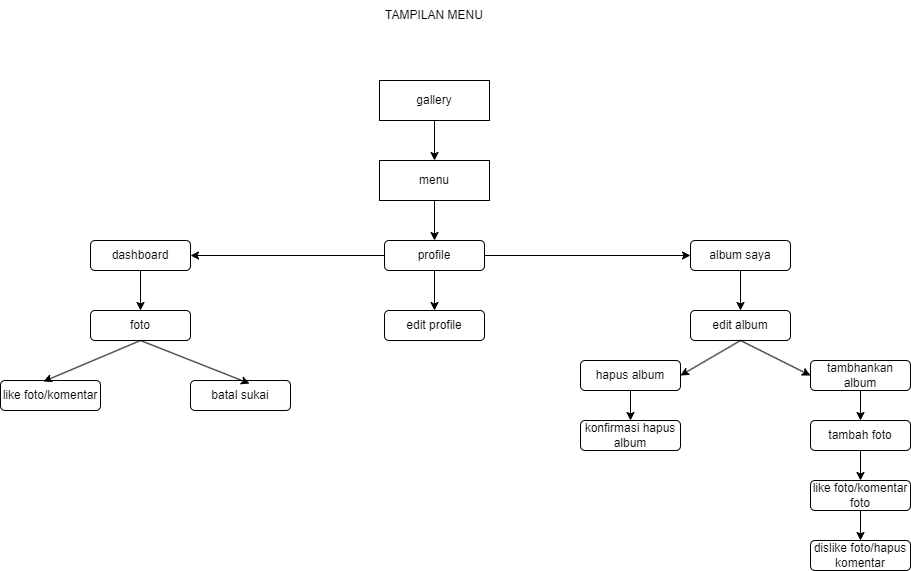 TAMPILAN MENU
gallery
menu
dashboard
profile
album saya
foto
edit profile
edit album
like foto/komentar
batal sukai
hapus album
tambhankan
album
konfirmasi hapus
album
tambah foto
like foto/komentar
foto
dislike foto/hapus
komentar